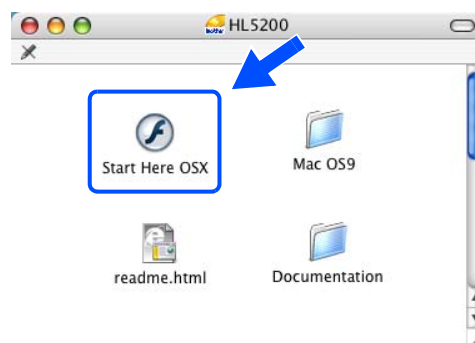 HL5200
Start Here OSX
Mac OS9
readme.html
Documentation